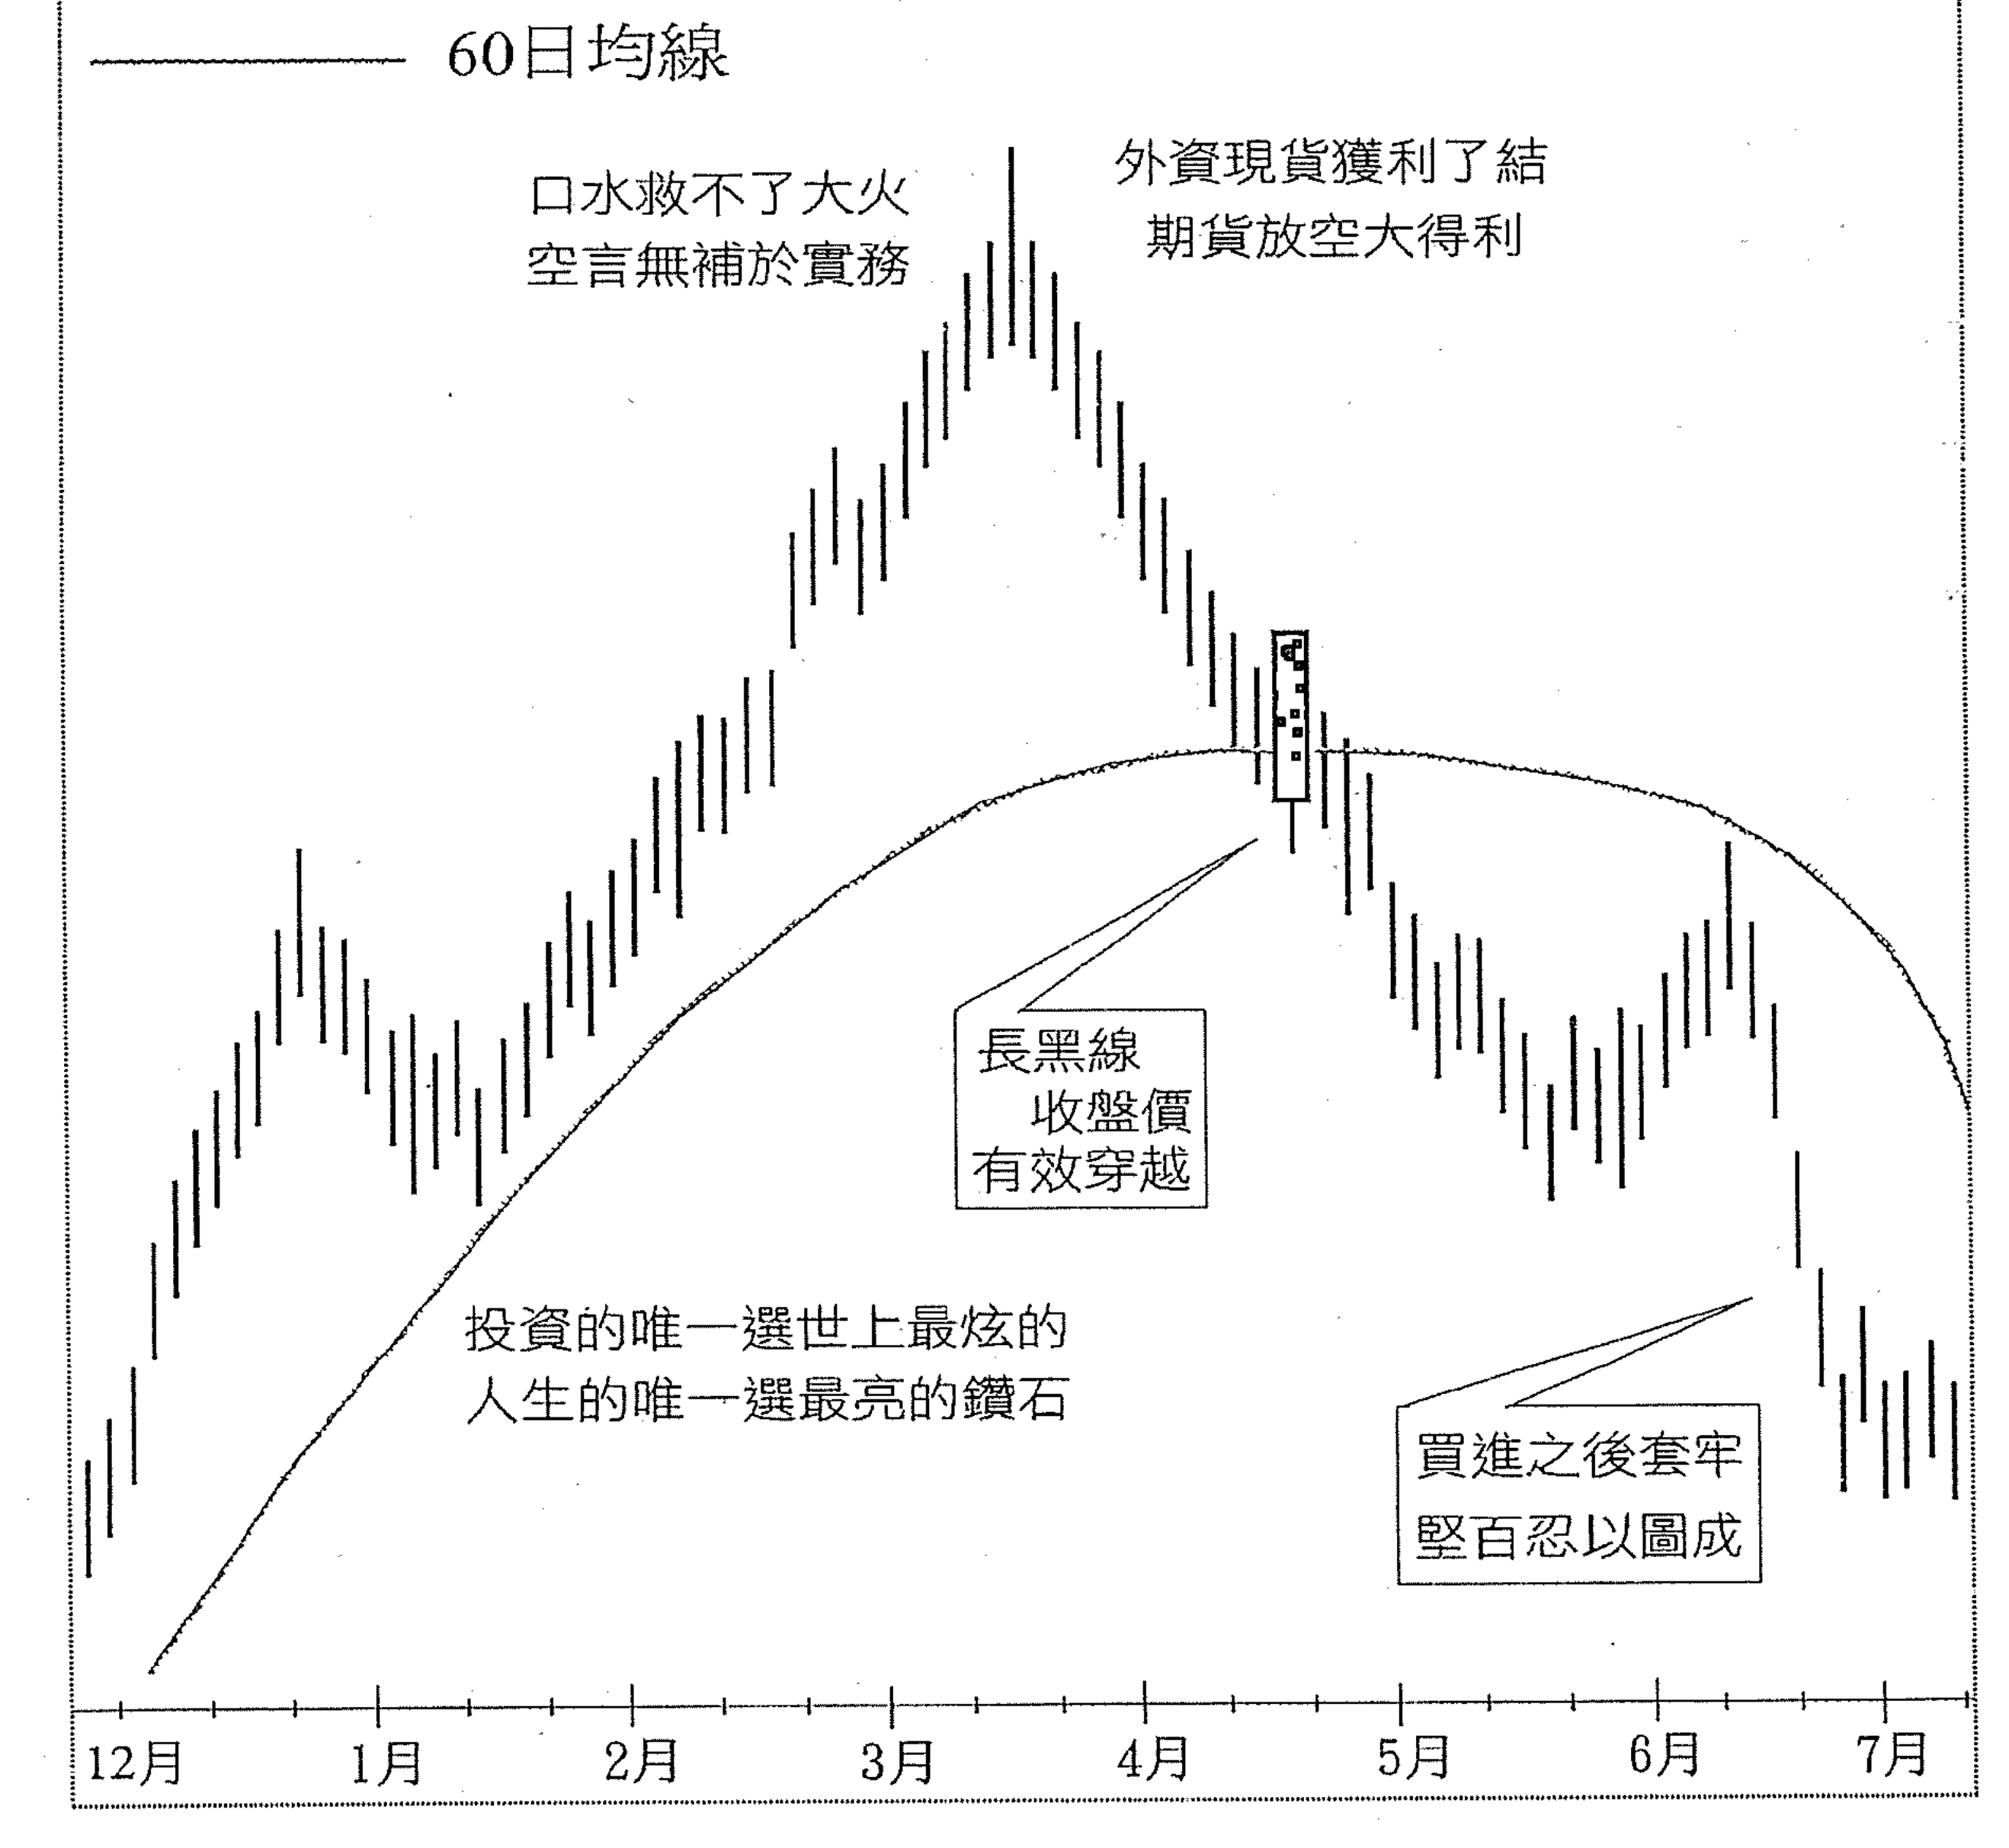 60日均線
口水救不了大火
空言無補於實務
外資現貨獲利了結
期貨放空大得利
長黑線
收盤價
有效穿越
投資的唯一選世上最炫的
人生的唯一選最亮的鑽石
買進之後套牢
堅百忍以圖成
12月 1月 2月 3月 4月 5月 6月 7月